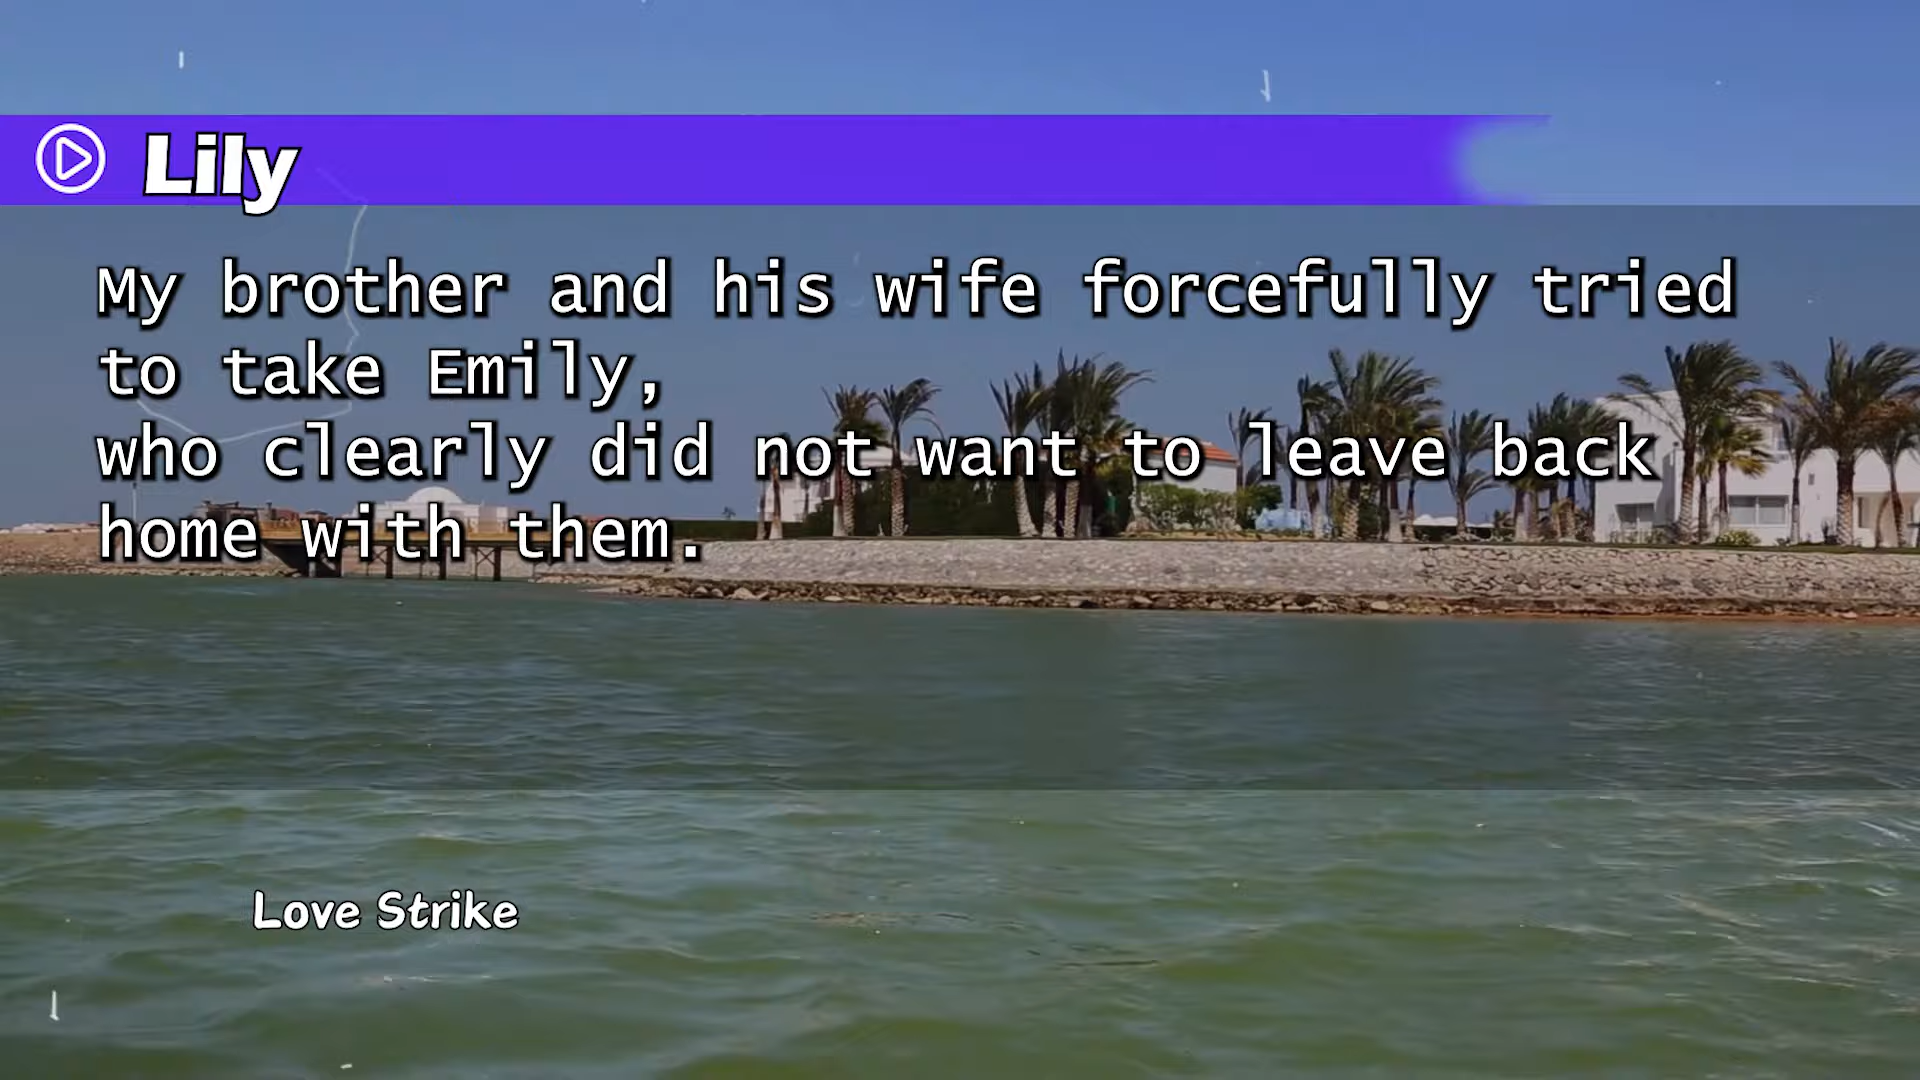 Lily
My brother and his wife forcefully tried
to take Emily,
who clearly did not want to leave back
home with them.
Love Strike